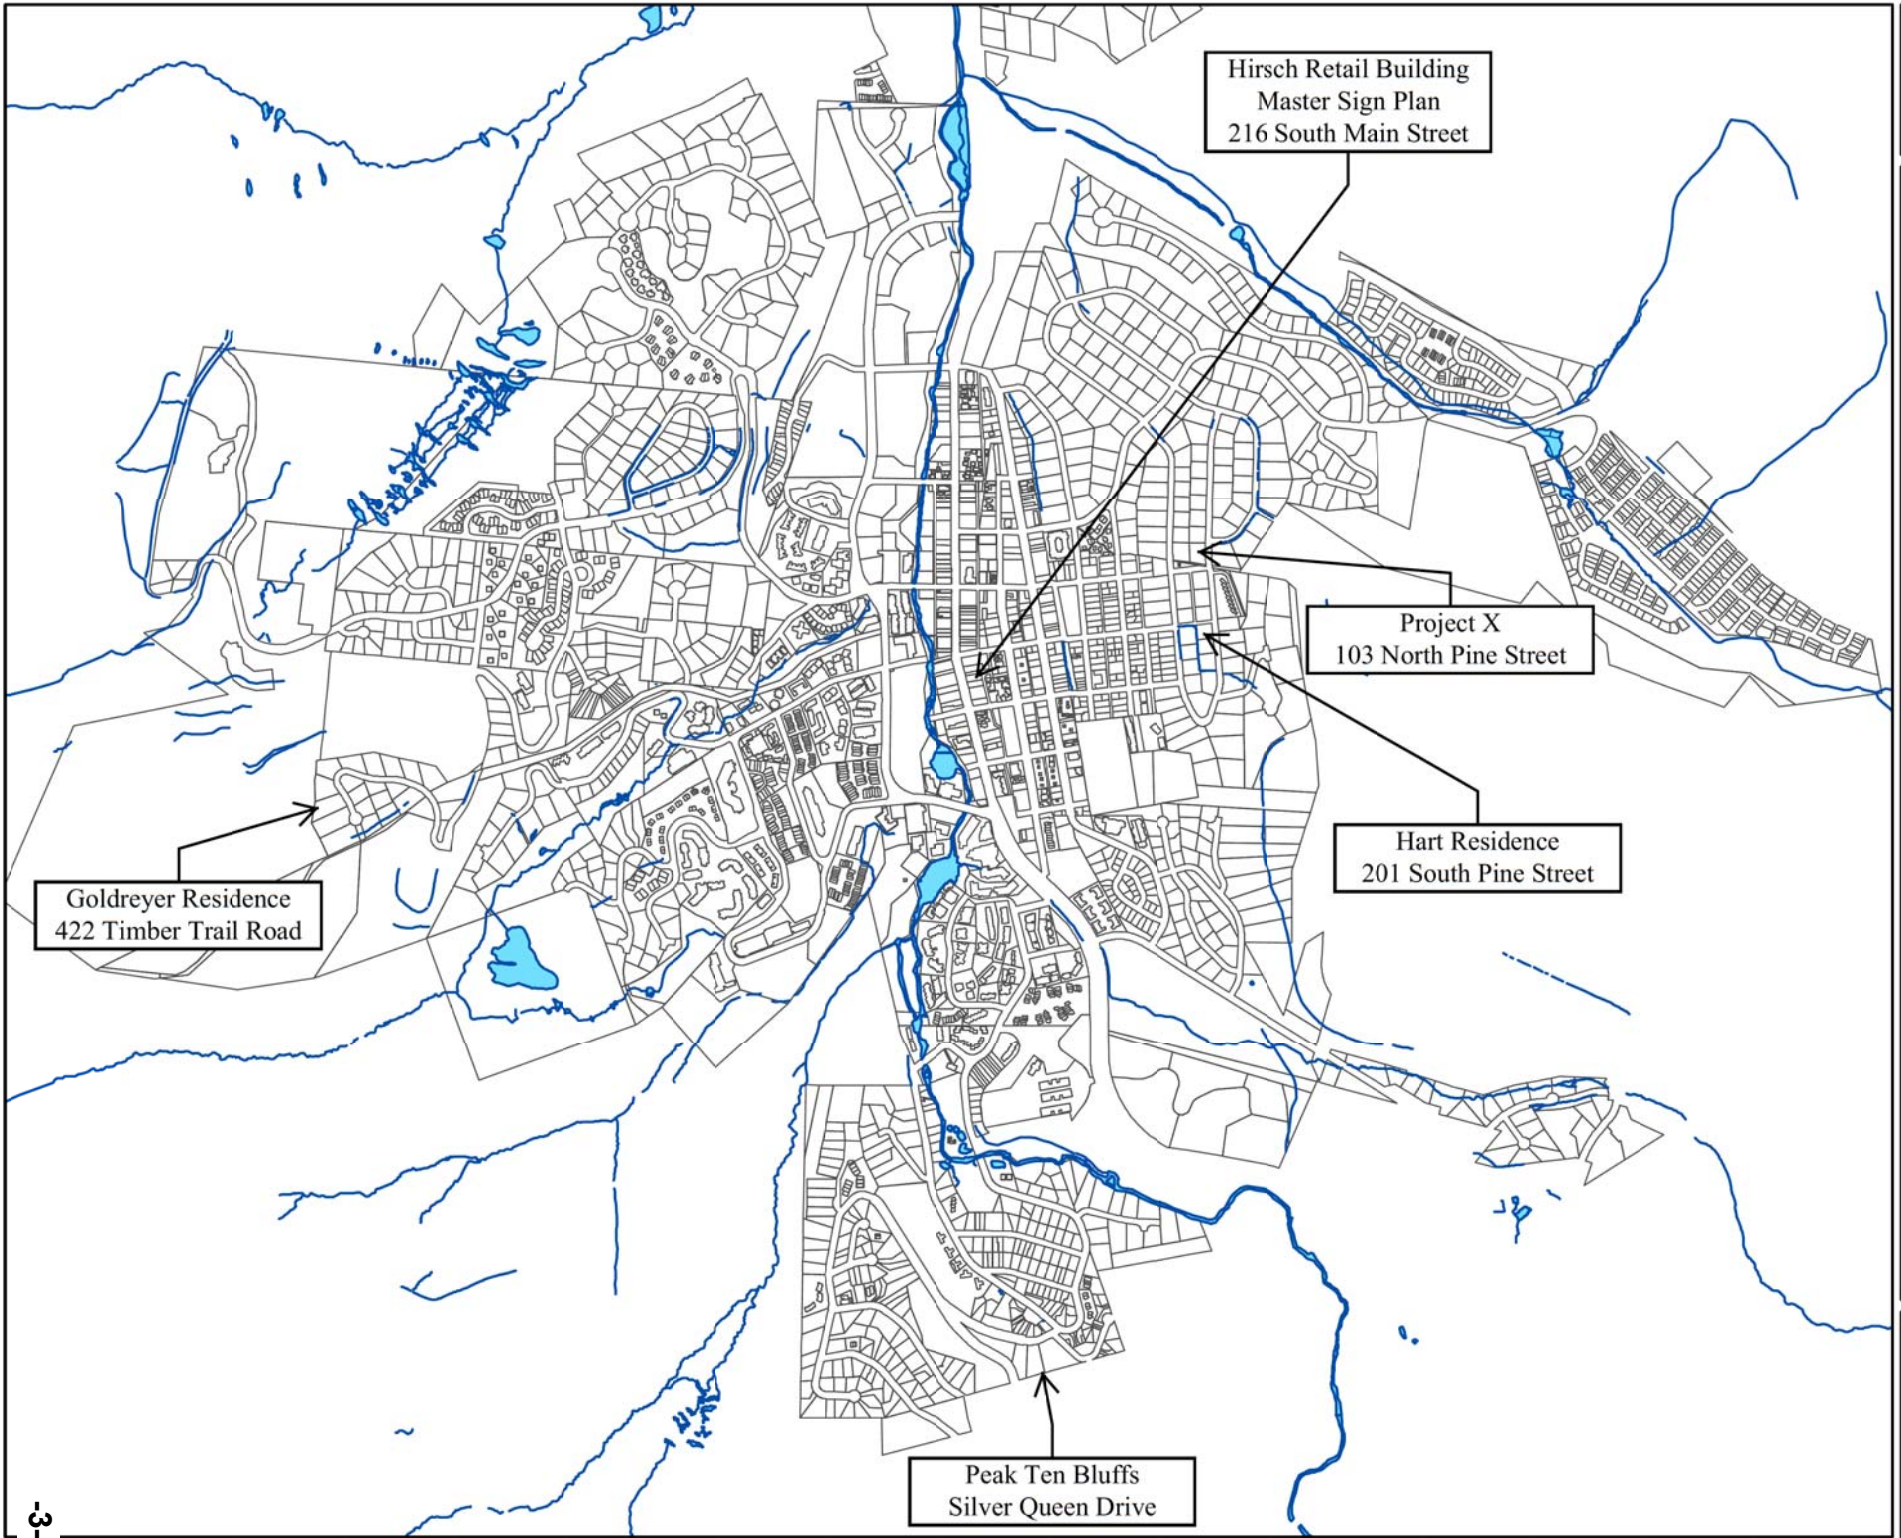 Hirsch Retail Building
Master Sign Plan
216 South Main Street
Project X
103 North Pine Street
Hart Residence
201 South Pine Street
Goldreyer Residence
422 Timber Trail Road
Peak Ten Bluffs
Silver Queen Drive
-3-